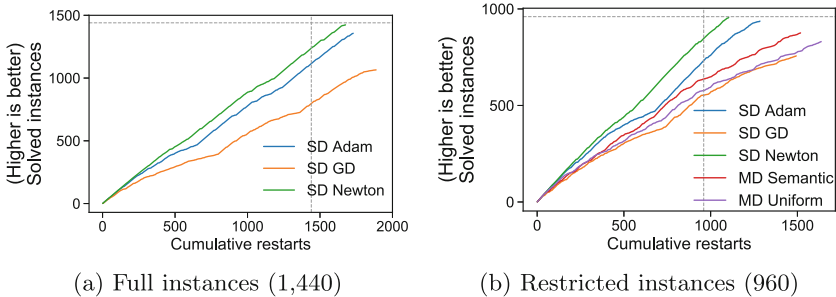 (Higher is better)
Solved instances
1500
1000
500
0
SD Adam
SD GD
SD Newton
0 500 1000 1500 2000
Cumulative restarts
(a) Full instances (1,440)
(Higher is better)
Solved instances
1000
500
0
SD Adam
SD GD
SD Newton
MD Semantic
MD Uniform
0 500 1000 1500
Cumulative restarts
(b) Restricted instances (960)